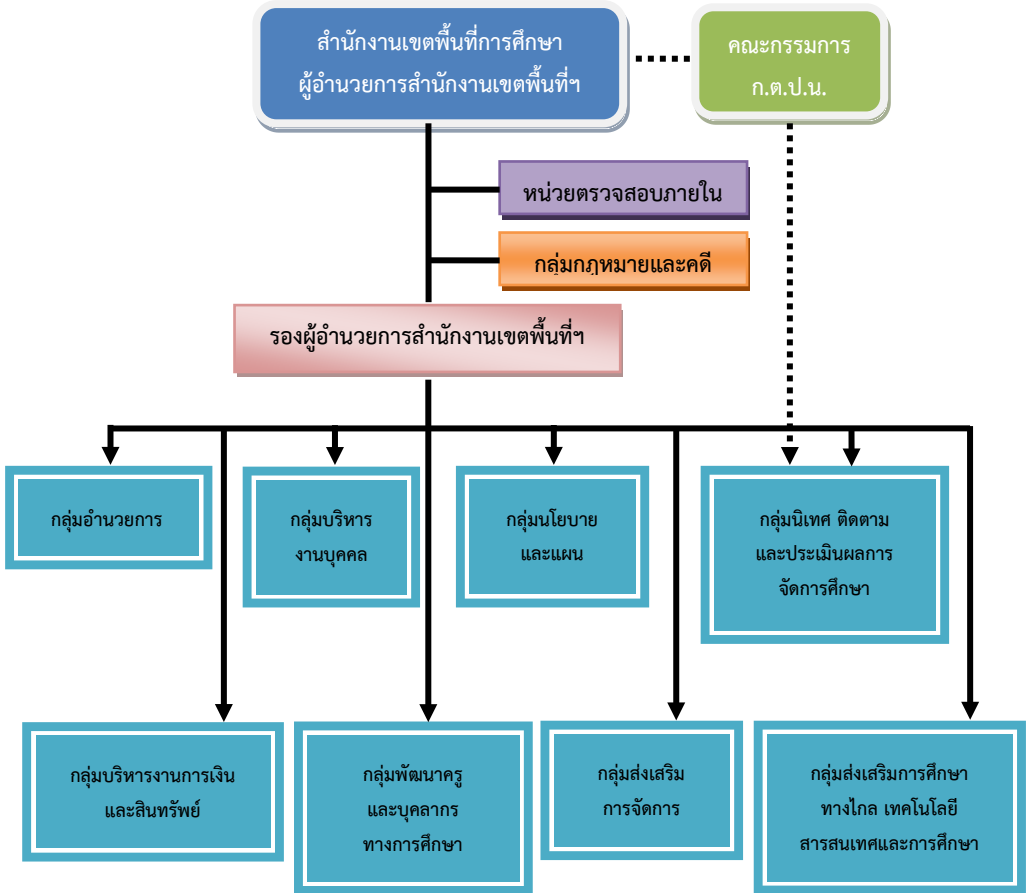 สำนักงานเขตพื้นที่การศึกษา
ผู้อำนวยการสำนักงานเขตพื้นที่ฯ
คณะกรรมการ
ก.ต.ป.น.
หน่วยตรวจสอบภายใน
กลุ่มกฎหมายและคดี
รองผู้อำนวยการสำนักงานเขตพื้นที่ฯ
กลุ่มอำนวยการ
กลุ่มบริหาร
งานบุคคล
กลุ่มนโยบาย
และแผน
กลุ่มนิเทศ ติดตาม
และประเมินผลการ
จัดการศึกษา
กลุ่มบริหารงานการเงิน
และสินทรัพย์
กลุ่มพัฒนาครู
และบุคลากร
ทางการศึกษา
กลุ่มส่งเสริม
การจัดการ
กลุ่มส่งเสริมการศึกษา
ทางไกล เทคโนโลยี
สารสนเทศและการศึกษา